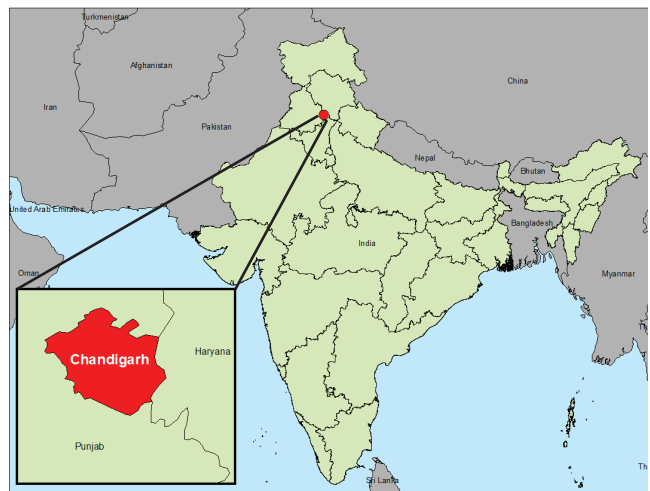 Turkmenistan
Afghanistan
China
Iran
Pakistan
Nepal
Bhutan
United Arab Emirates
Bangladesh
India
Oman
Myanmar
Chandigarh
Haryana
Punjab
Sri Lanka